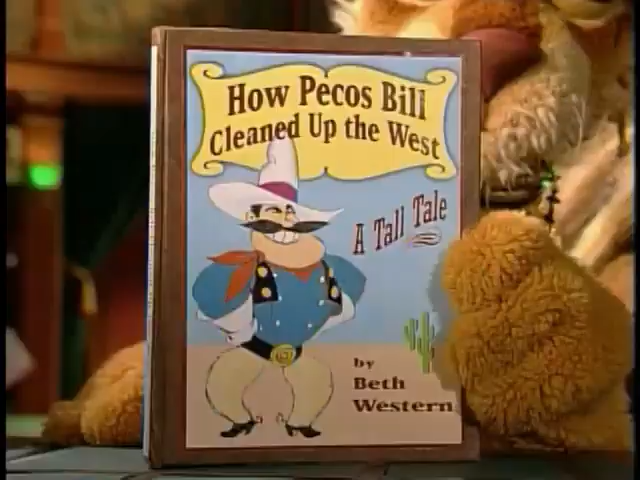 How Pecos Bill
Cleaned Up the West
A Tall Tale
by
Beth
Western